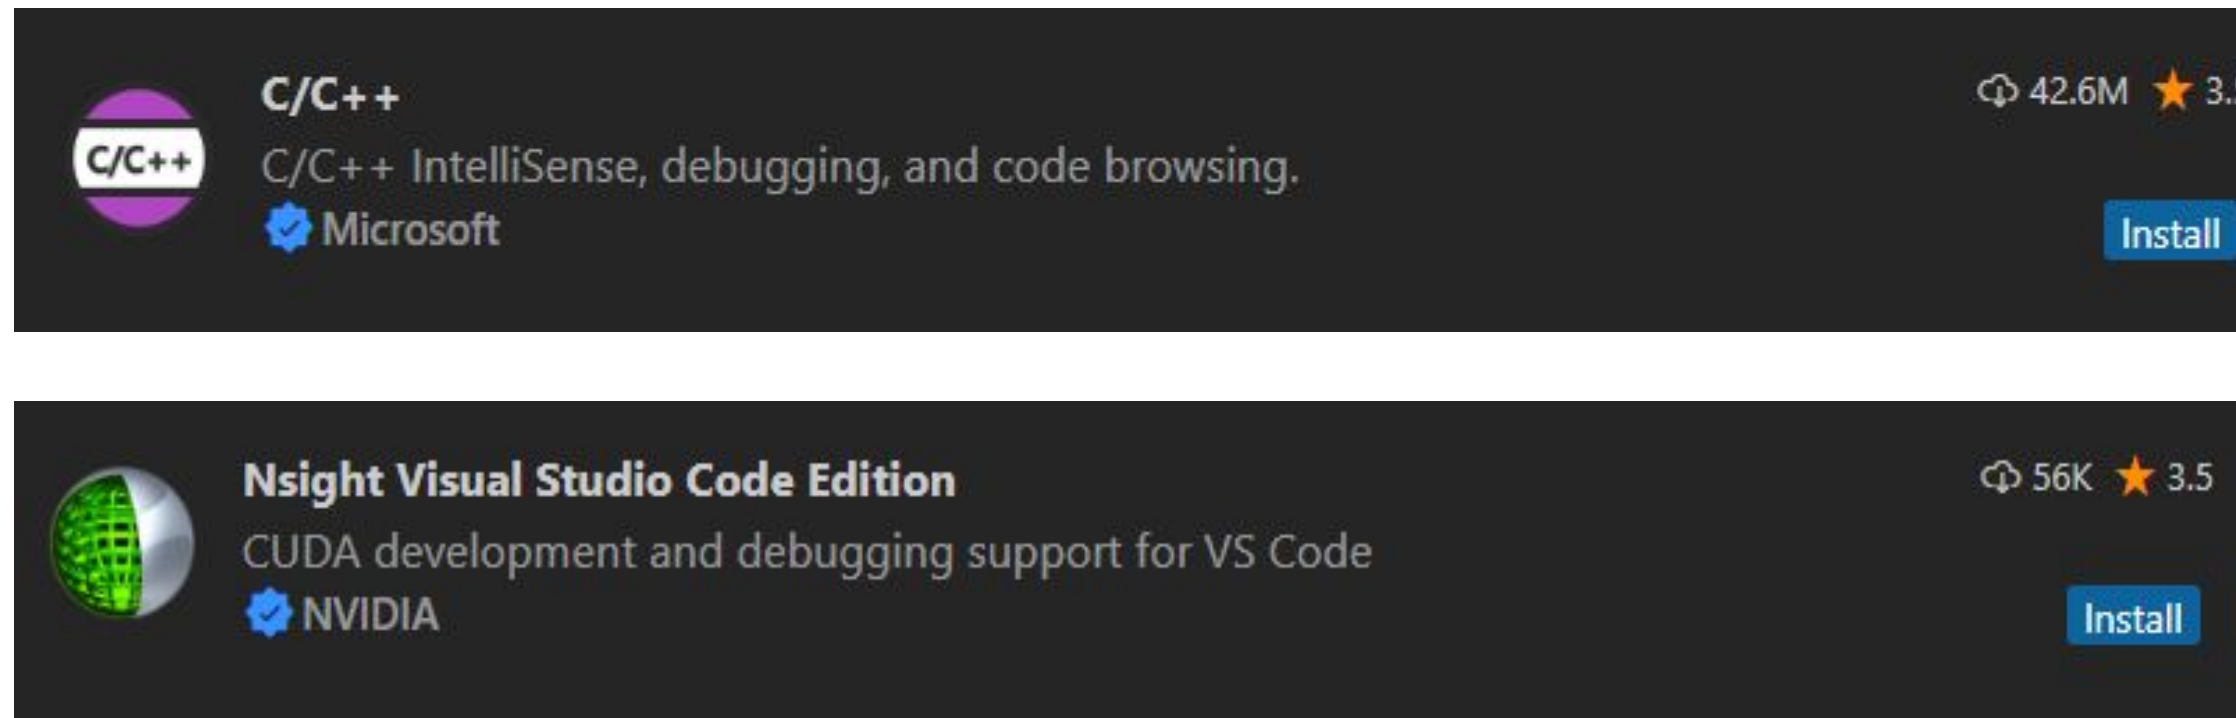 C/C++
42.6M
3.
C/C++
C/C++ IntelliSense, debugging, and code browsing.
Microsoft
Install
Nsight Visual Studio Code Edition
56K
3.5
CUDA development and debugging support for VS Code
NVIDIA
Install